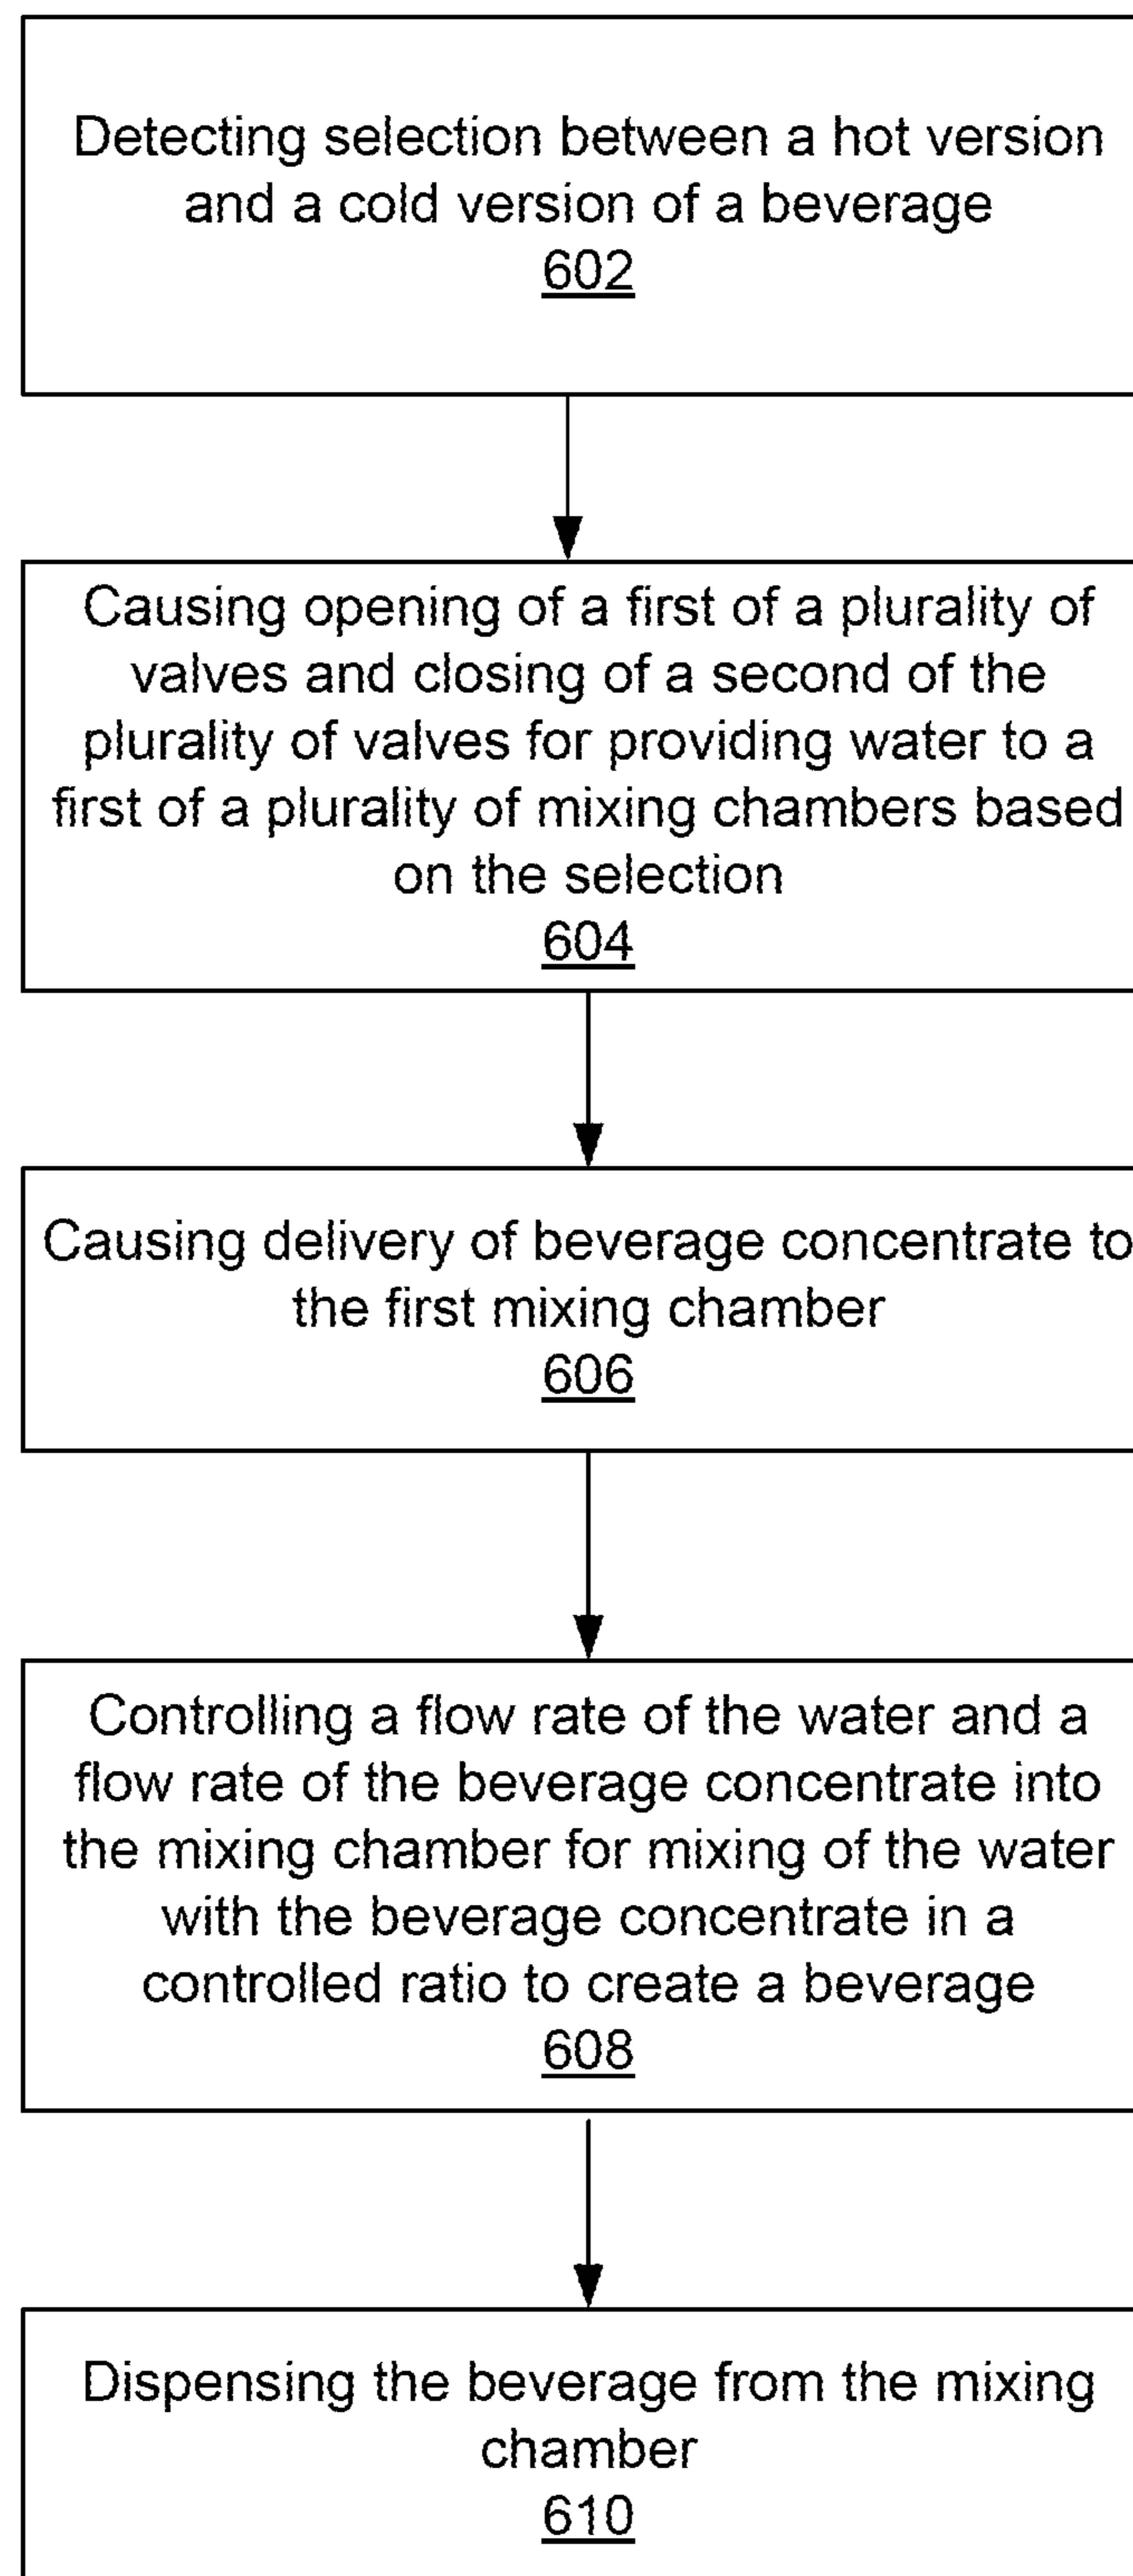 Detecting selection between a hot version
and a cold version of a beverage
602
Causing opening of a first of a plurality of
valves and closing of a second of the
plurality of valves for providing water to a
first of a plurality of mixing chambers based
on the selection
604
Causing delivery of beverage concentrate to
the first mixing chamber
606
Controlling a flow rate of the water and a
flow rate of the beverage concentrate into
the mixing chamber for mixing of the water
with the beverage concentrate in a
controlled ratio to create a beverage
608
Dispensing the beverage from the mixing
chamber
610